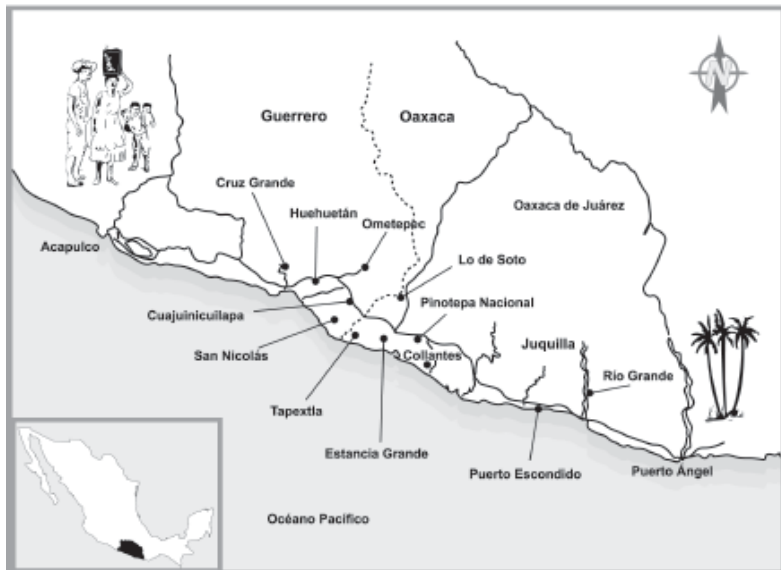 N
Guerrero
Oaxaca
Cruz Grande
Huehuetán
Ometepec
Oaxaca de Juárez
Acapulco
Lo de Soto
Cuajuinicuilapa
Pinotepa Nacional
San Nicolás
Collantes
Juquilla
Río Grande
Tapextla
Estancia Grande
Puerto Escondido
Puerto Ángel
Océano Pacífico